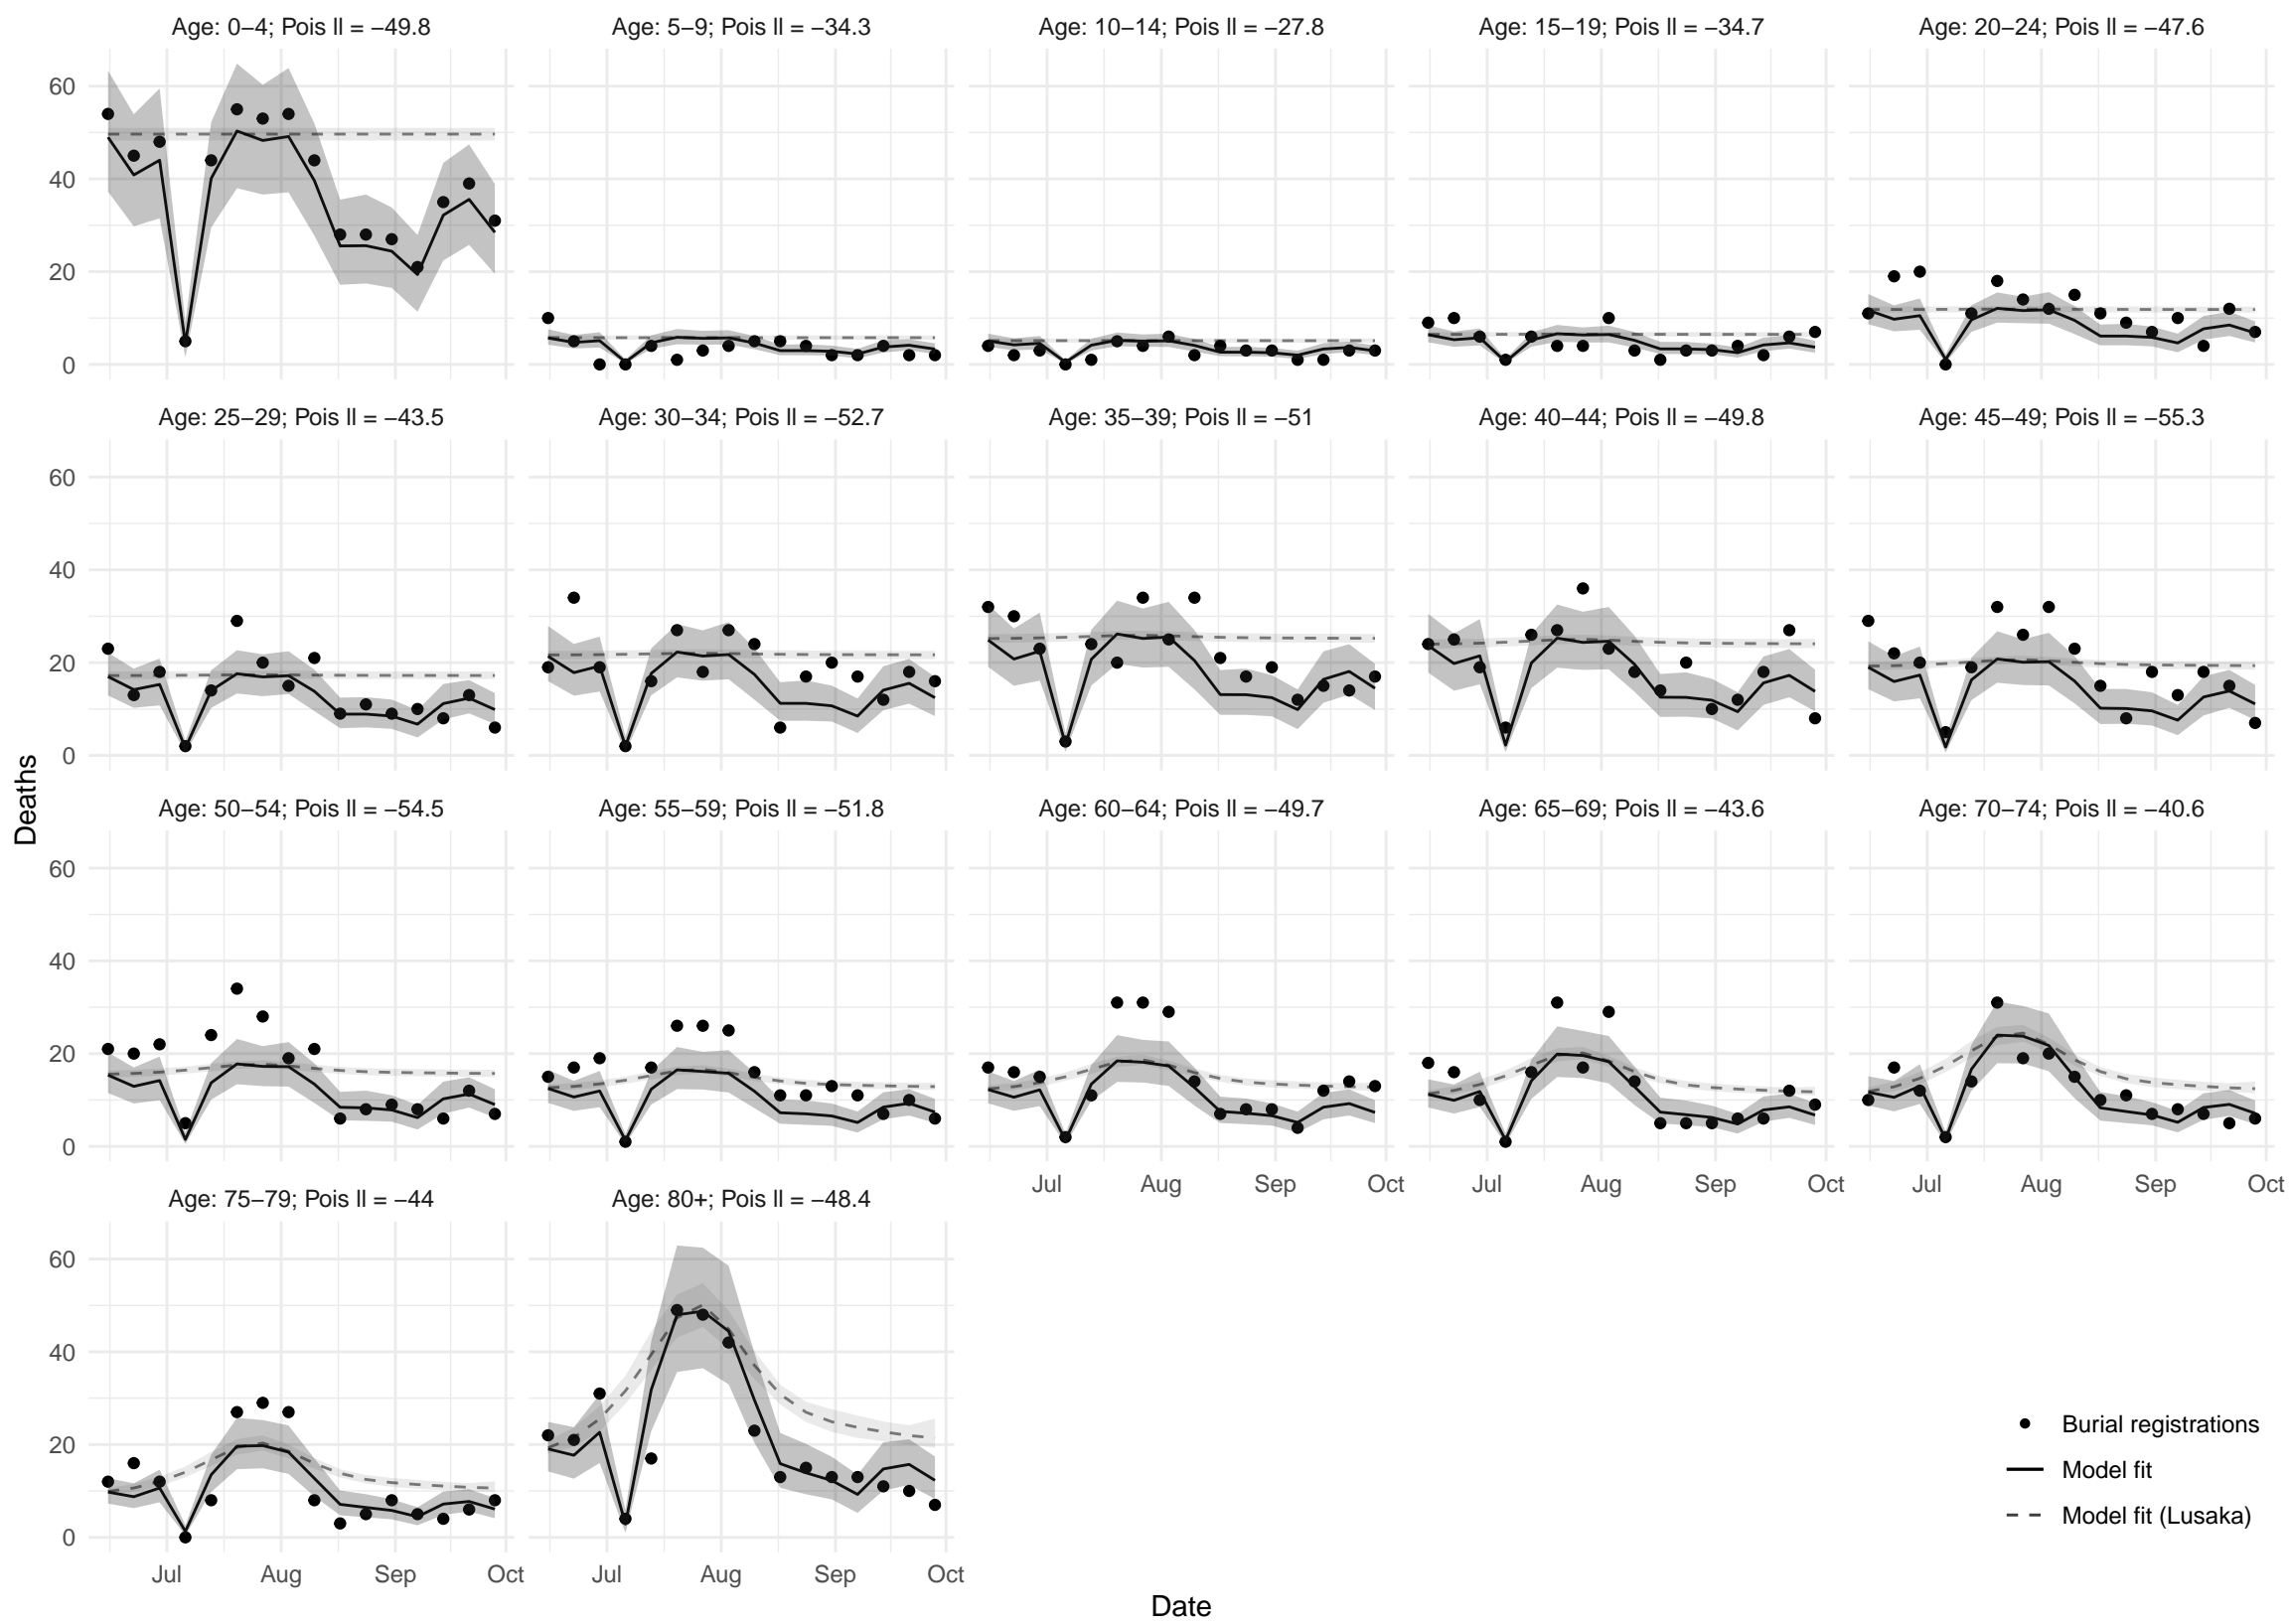 Age: 0−4; Pois ll = −49.8
Age: 5−9; Pois ll = −34.3
Age: 10−14; Pois ll = −27.8
Age: 15−19; Pois ll = −34.7
Age: 20−24; Pois ll = −47.6
60
40
20
0
Age: 25−29; Pois ll = −43.5
Age: 30−34; Pois ll = −52.7
Age: 35−39; Pois ll = −51
Age: 40−44; Pois ll = −49.8
Age: 45−49; Pois ll = −55.3
60
40
20
0
Deaths
Age: 50−54; Pois ll = −54.5
Age: 55−59; Pois ll = −51.8
Age: 60−64; Pois ll = −49.7
Age: 65−69; Pois ll = −43.6
Age: 70−74; Pois ll = −40.6
60
40
20
0
Jul Aug Sep Oct
Jul Aug Sep Oct
Jul Aug Sep Oct
Age: 75−79; Pois ll = −44
Age: 80+; Pois ll = −48.4
60
40
20
0
Jul Aug Sep Oct
Jul Aug Sep Oct
Burial registrations
Model fit
Model fit (Lusaka)
Date